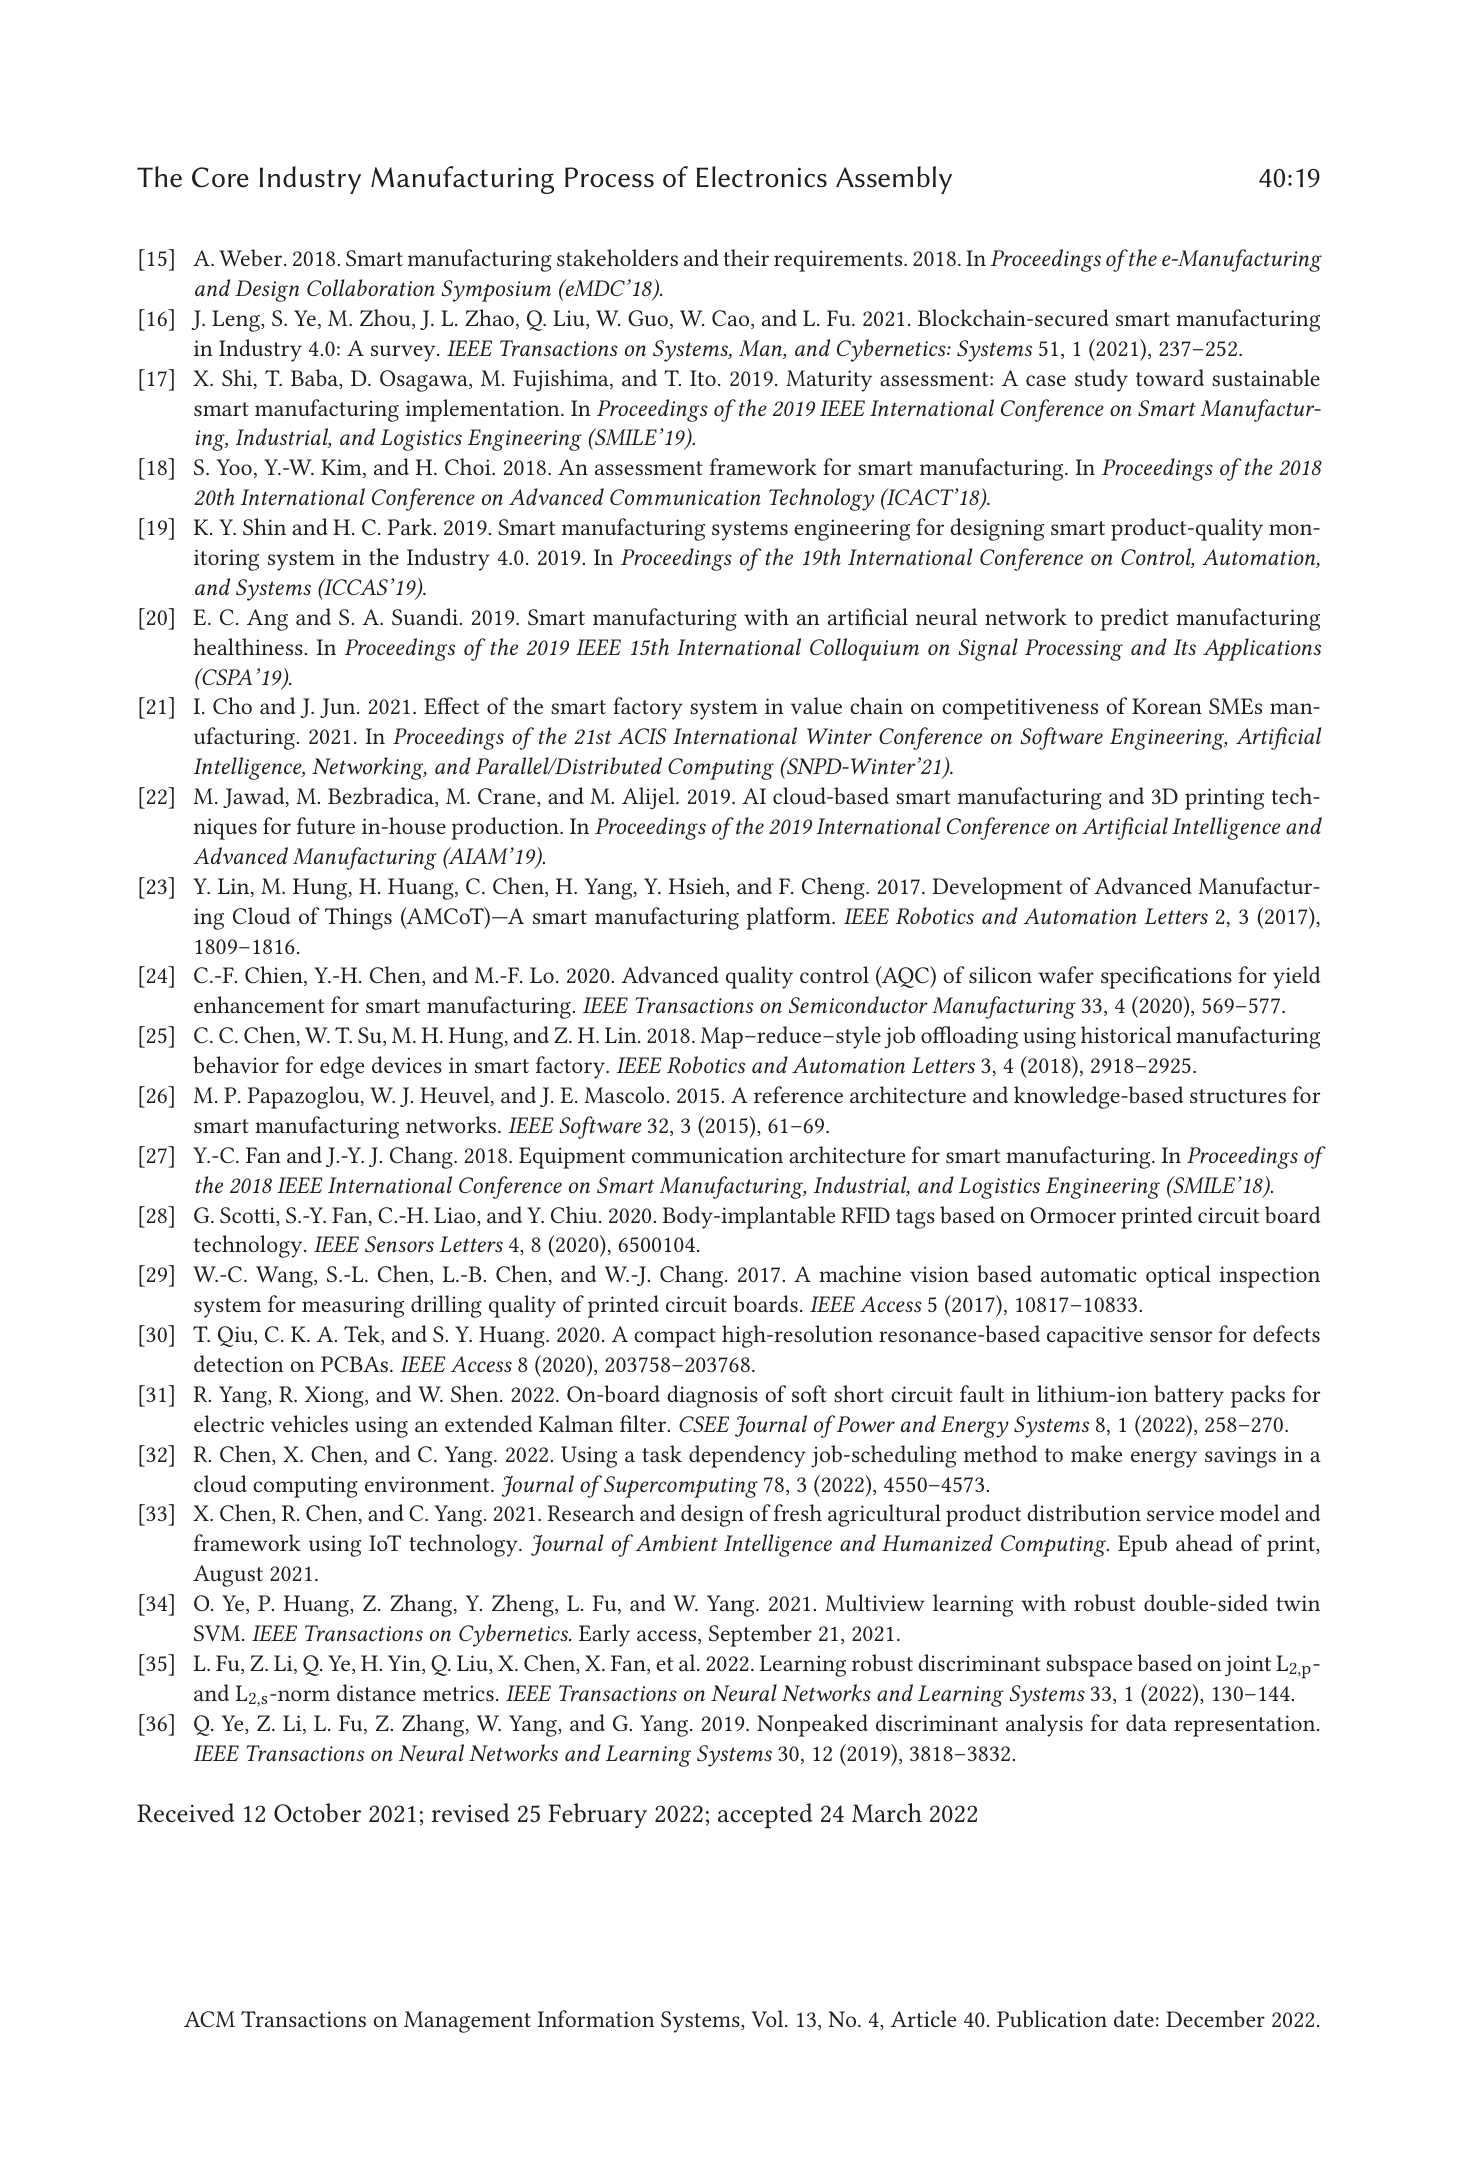 The Core Industry Manufacturing Process of Electronics Assembly 40:19
[15] A. Weber. 2018. Smart manufacturing stakeholders and their requirements. 2018. In Proceedings of the e-Manufacturing
and Design Collaboration Symposium (eMDC’18).
[16] J. Leng, S. Ye, M. Zhou, J. L. Zhao, Q. Liu, W. Guo, W. Cao, and L. Fu. 2021. Blockchain-secured smart manufacturing
in Industry 4.0: A survey. IEEE Transactions on Systems, Man, and Cybernetics: Systems 51, 1 (2021), 237–252.
[17] X. Shi, T. Baba, D. Osagawa, M. Fujishima, and T. Ito. 2019. Maturity assessment: A case study toward sustainable
smart manufacturing implementation. In Proceedings of the 2019 IEEE International Conference on Smart Manufactur-
ing, Industrial, and Logistics Engineering (SMILE’19).
[18] S. Yoo, Y.-W. Kim, and H. Choi. 2018. An assessment framework for smart manufacturing. In Proceedings of the 2018
20th International Conference on Advanced Communication Technology (ICACT’18).
[19] K. Y. Shin and H. C. Park. 2019. Smart manufacturing systems engineering for designing smart product-quality mon-
itoring system in the Industry 4.0. 2019. In Proceedings of the 19th International Conference on Control, Automation,
and Systems (ICCAS’19).
[20] E. C. Ang and S. A. Suandi. 2019. Smart manufacturing with an artificial neural network to predict manufacturing
healthiness. In Proceedings of the 2019 IEEE 15th International Colloquium on Signal Processing and Its Applications
(CSPA’19).
[21] I. Cho and J. Jun. 2021. Effect of the smart factory system in value chain on competitiveness of Korean SMEs man-
ufacturing. 2021. In Proceedings of the 21st ACIS International Winter Conference on Software Engineering, Artificial
Intelligence, Networking, and Parallel/Distributed Computing (SNPD-Winter’21).
[22] M. Jawad, M. Bezbradica, M. Crane, and M. Alijel. 2019. AI cloud-based smart manufacturing and 3D printing tech-
niques for future in-house production. In Proceedings of the 2019 International Conference on Artificial Intelligence and
Advanced Manufacturing (AIAM’19).
[23] Y. Lin, M. Hung, H. Huang, C. Chen, H. Yang, Y. Hsieh, and F. Cheng. 2017. Development of Advanced Manufactur-
ing Cloud of Things (AMCoT)—A smart manufacturing platform. IEEE Robotics and Automation Letters 2, 3 (2017),
1809–1816.
[24] C.-F. Chien, Y.-H. Chen, and M.-F. Lo. 2020. Advanced quality control (AQC) of silicon wafer specifications for yield
enhancement for smart manufacturing. IEEE Transactions on Semiconductor Manufacturing 33, 4 (2020), 569–577.
[25] C. C. Chen, W. T. Su, M. H. Hung, and Z. H. Lin. 2018. Map–reduce–style job offloading using historical manufacturing
behavior for edge devices in smart factory. IEEE Robotics and Automation Letters 3, 4 (2018), 2918–2925.
[26] M. P. Papazoglou, W. J. Heuvel, and J. E. Mascolo. 2015. A reference architecture and knowledge-based structures for
smart manufacturing networks. IEEE Software 32, 3 (2015), 61–69.
[27] Y.-C. Fan and J.-Y. J. Chang. 2018. Equipment communication architecture for smart manufacturing. In Proceedings of
the 2018 IEEE International Conference on Smart Manufacturing, Industrial, and Logistics Engineering (SMILE’18).
[28] G. Scotti, S.-Y. Fan, C.-H. Liao, and Y. Chiu. 2020. Body-implantable RFID tags based on Ormocer printed circuit board
technology. IEEE Sensors Letters 4, 8 (2020), 6500104.
[29] W.-C. Wang, S.-L. Chen, L.-B. Chen, and W.-J. Chang. 2017. A machine vision based automatic optical inspection
system for measuring drilling quality of printed circuit boards. IEEE Access 5 (2017), 10817–10833.
[30] T. Qiu, C. K. A. Tek, and S. Y. Huang. 2020. A compact high-resolution resonance-based capacitive sensor for defects
detection on PCBAs. IEEE Access 8 (2020), 203758–203768.
[31] R. Yang, R. Xiong, and W. Shen. 2022. On-board diagnosis of soft short circuit fault in lithium-ion battery packs for
electric vehicles using an extended Kalman filter. CSEE Journal of Power and Energy Systems 8, 1 (2022), 258–270.
[32] R. Chen, X. Chen, and C. Yang. 2022. Using a task dependency job-scheduling method to make energy savings in a
cloud computing environment. Journal of Supercomputing 78, 3 (2022), 4550–4573.
[33] X. Chen, R. Chen, and C. Yang. 2021. Research and design of fresh agricultural product distribution service model and
framework using IoT technology. Journal of Ambient Intelligence and Humanized Computing. Epub ahead of print,
August 2021.
[34] O. Ye, P. Huang, Z. Zhang, Y. Zheng, L. Fu, and W. Yang. 2021. Multiview learning with robust double-sided twin
SVM. IEEE Transactions on Cybernetics. Early access, September 21, 2021.
[35] L. Fu, Z. Li, Q. Ye, H. Yin, Q. Liu, X. Chen, X. Fan, et al. 2022. Learning robust discriminant subspace based on joint L2,p-
and L2,s-norm distance metrics. IEEE Transactions on Neural Networks and Learning Systems 33, 1 (2022), 130–144.
[36] Q. Ye, Z. Li, L. Fu, Z. Zhang, W. Yang, and G. Yang. 2019. Nonpeaked discriminant analysis for data representation.
IEEE Transactions on Neural Networks and Learning Systems 30, 12 (2019), 3818–3832.
Received 12 October 2021; revised 25 February 2022; accepted 24 March 2022
ACM Transactions on Management Information Systems, Vol. 13, No. 4, Article 40. Publication date: December 2022.